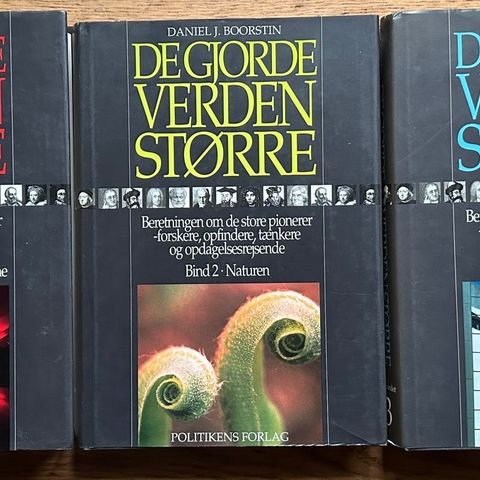 DANIEL J. BOORSTIN
DE GJORDE
VERDEN
STØRRE
Beretningen om de store pionerer
-forskere, opfindere, tænkere
og opdagelsesrejsende
Bind 2 · Naturen
POLITIKENS FORLAG
E
N
E
D
V
S
3